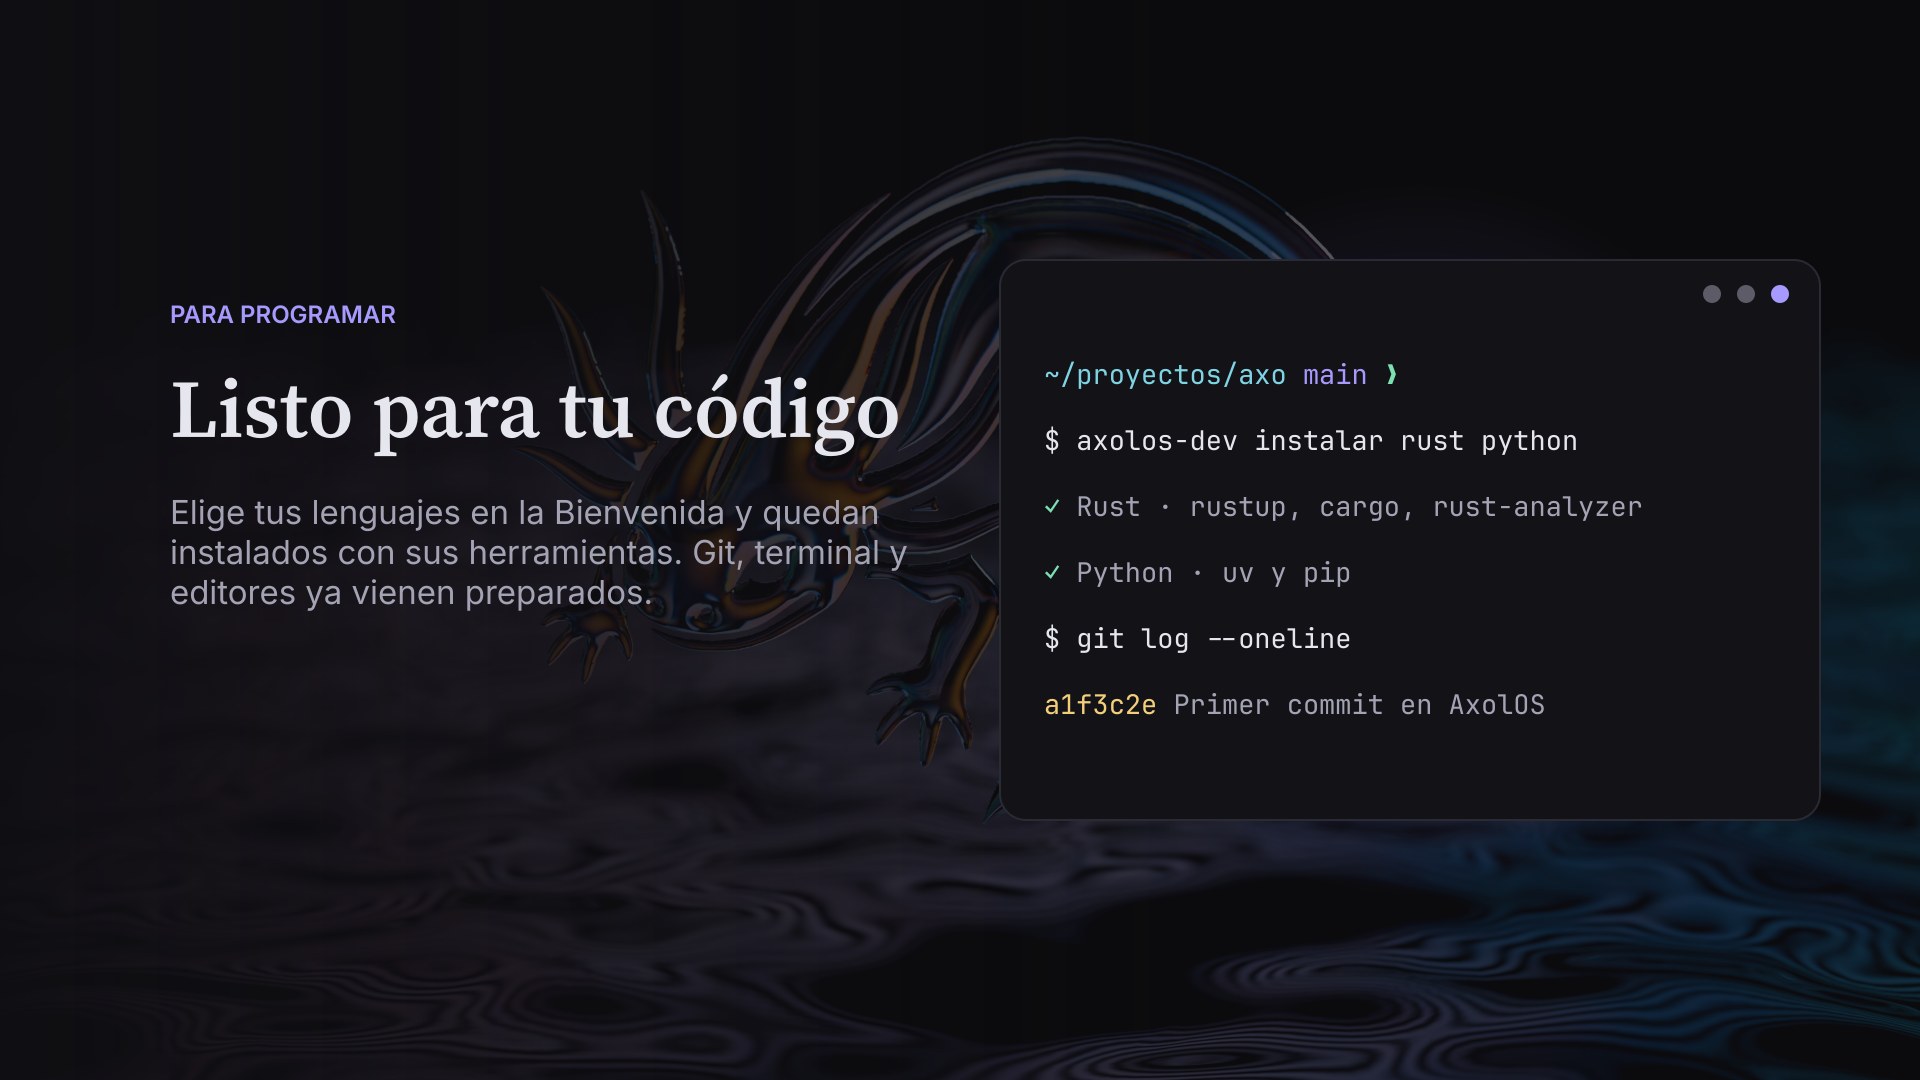 PARA PROGRAMAR
Listo para tu código
Elige tus lenguajes en la Bienvenida y quedan
instalados con sus herramientas. Git, terminal y
editores ya vienen preparados.
~/proyectos/axo main ❯
$ axolos-dev instalar rust python
✓ Rust · rustup, cargo, rust-analyzer
✓ Python · uv y pip
$ git log --oneline
a1f3c2e Primer commit en AxolOS